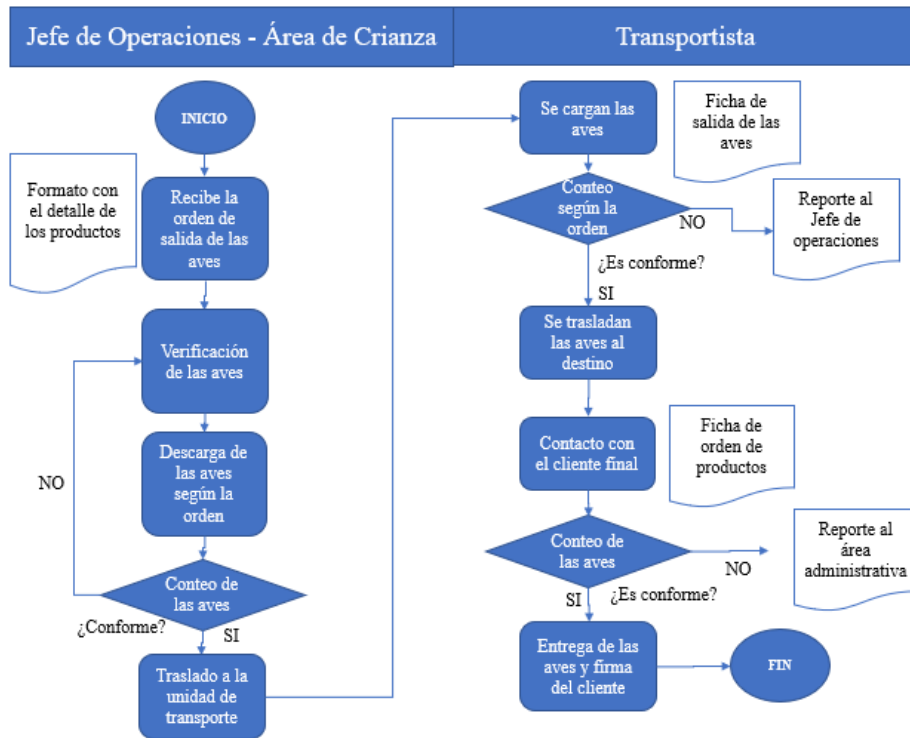 Jefe de Operaciones - Área de Crianza
Transportista
INICIO
Formato con
el detalle de
los productos
Recibe la
orden de
salida de las
aves
Verificación
de las aves
Descarga de
las aves
según la
orden
NO
Conteo de
las aves
¿Conforme?
SI
Traslado a la
unidad de
transporte
Se cargan las
aves
Ficha de
salida de las
aves
Conteo
según la
orden
NO
Reporte al
Jefe de
operaciones
¿Es conforme?
SI
Se trasladan
las aves al
destino
Contacto con
el cliente final
Ficha de
orden de
productos
Conteo de
las aves
NO
Reporte al
área
administrativa
SI
¿Es conforme?
Entrega de las
aves y firma
del cliente
FIN